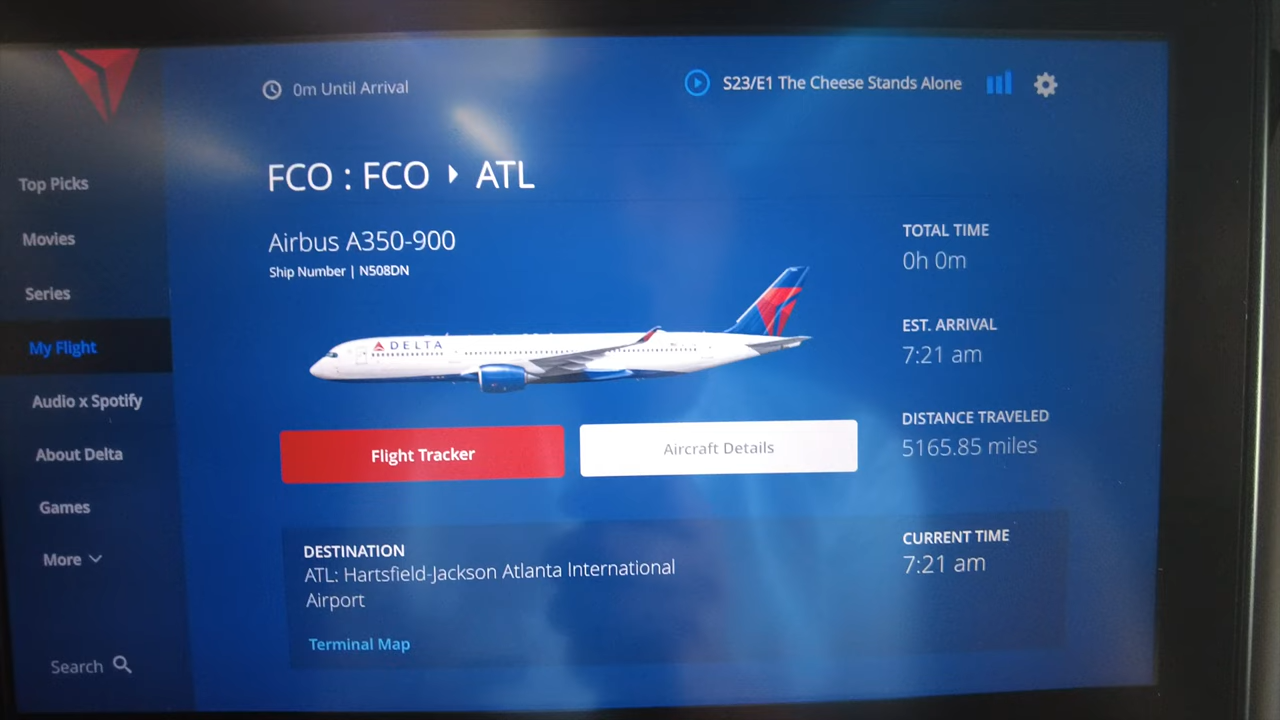 0m Until Arrival
S23/E1 The Cheese Stands Alone
FCO : FCO ▸ ATL
Top Picks
Movies
Series
My Flight
Audio x Spotify
About Delta
Games
More
Search
Airbus A350-900
Ship Number | N508DN
DELTA
Flight Tracker
Aircraft Details
TOTAL TIME
0h 0m
EST. ARRIVAL
7:21 am
DISTANCE TRAVELED
5165.85 miles
DESTINATION
ATL: Hartsfield-Jackson Atlanta International
Airport
Terminal Map
CURRENT TIME
7:21 am